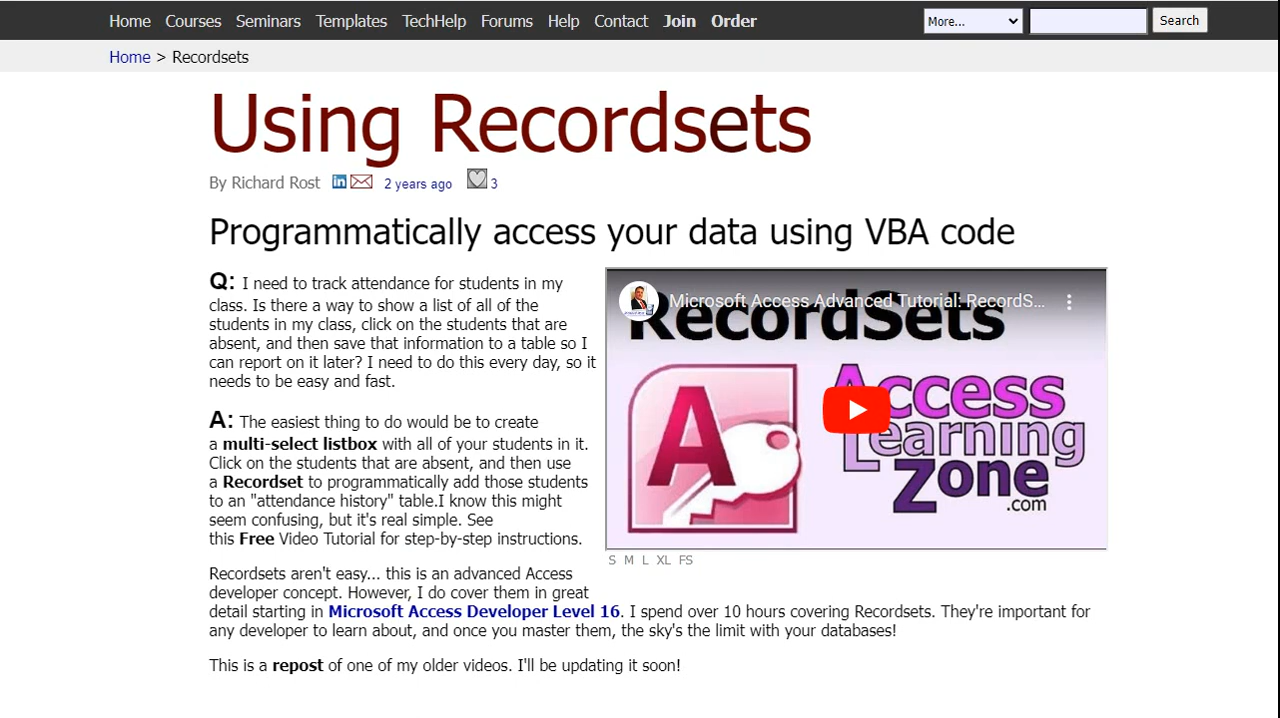 Home Courses Seminars Templates TechHelp Forums Help Contact Join Order More... Search
Home > Recordsets
Using Recordsets
By Richard Rost 2 years ago 3
Programmatically access your data using VBA code
Q: I need to track attendance for students in my
class. Is there a way to show a list of all of the
students in my class, click on the students that are
absent, and then save that information to a table so I
can report on it later? I need to do this every day, so it
needs to be easy and fast.
A: The easiest thing to do would be to create
a multi-select listbox with all of your students in it.
Click on the students that are absent, and then use
a Recordset to programmatically add those students
to an "attendance history" table.I know this might
seem confusing, but it's real simple. See
this Free Video Tutorial for step-by-step instructions.
Microsoft Access Advanced Tutorial: RecordS...
RecordSets
A
Access
Learning
Zone
.com
S M L XL FS
Recordsets aren't easy... this is an advanced Access
developer concept. However, I do cover them in great
detail starting in Microsoft Access Developer Level 16. I spend over 10 hours covering Recordsets. They're important for
any developer to learn about, and once you master them, the sky's the limit with your databases!
This is a repost of one of my older videos. I'll be updating it soon!